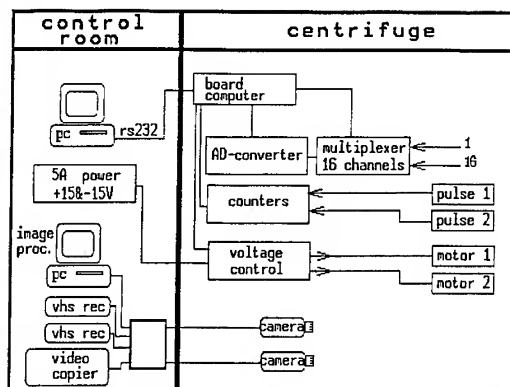 control
room
centrifuge
board
computer
pc
rs232
AD-converter
multiplexer
16 channels
1
16
5A power
+15&-15V
counters
pulse 1
pulse 2
image
proc.
pc
voltage
control
motor 1
motor 2
vhs rec
vhs rec
video
copier
camera
camera